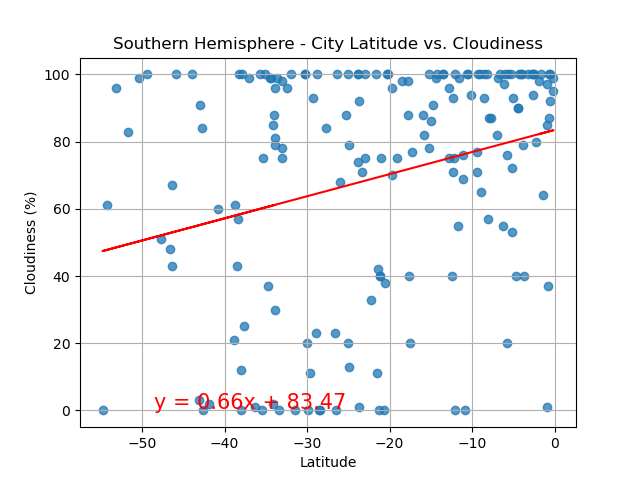 Southern Hemisphere - City Latitude vs. Cloudiness
100
80
60
40
20
0
Cloudiness (%)
y = 0.66x + 83.47
−50 −40 −30 −20 −10 0
Latitude